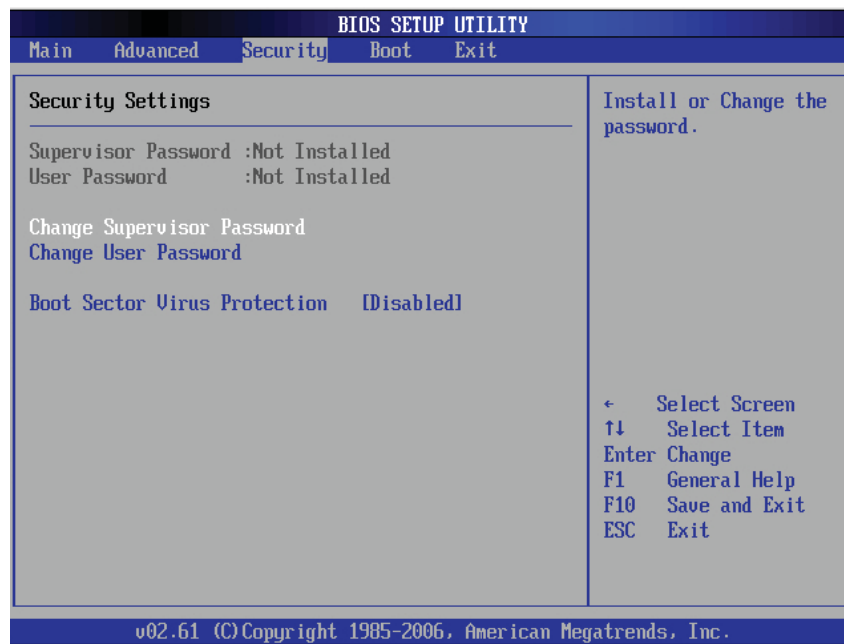 BIOS SETUP UTILITY
Main Advanced Security Boot Exit
Security Settings
Supervisor Password :Not Installed
User Password :Not Installed
Change Supervisor Password
Change User Password
Boot Sector Virus Protection [Disabled]
Install or Change the
password.
← Select Screen
↑↓ Select Item
Enter Change
F1 General Help
F10 Save and Exit
ESC Exit
v02.61 (C)Copyright 1985-2006, American Megatrends, Inc.